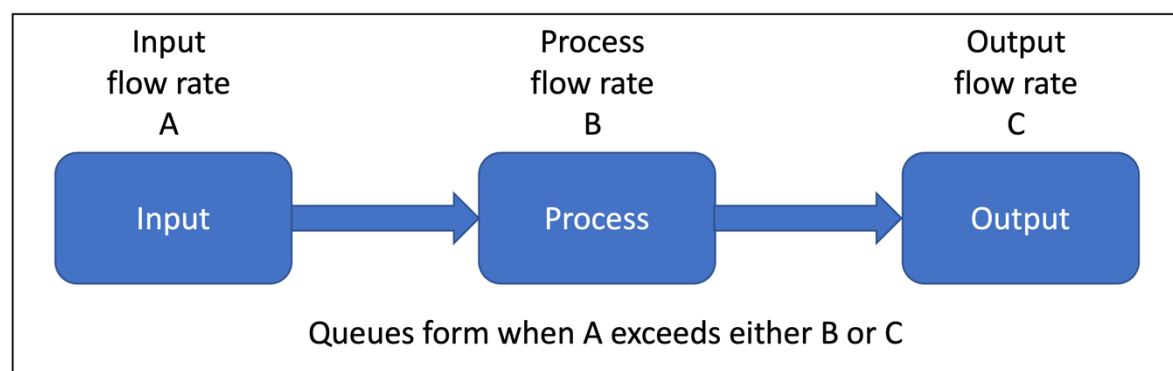 Input
flow rate
A
Process
flow rate
B
Output
flow rate
C
Input
Process
Output
Queues form when A exceeds either B or C